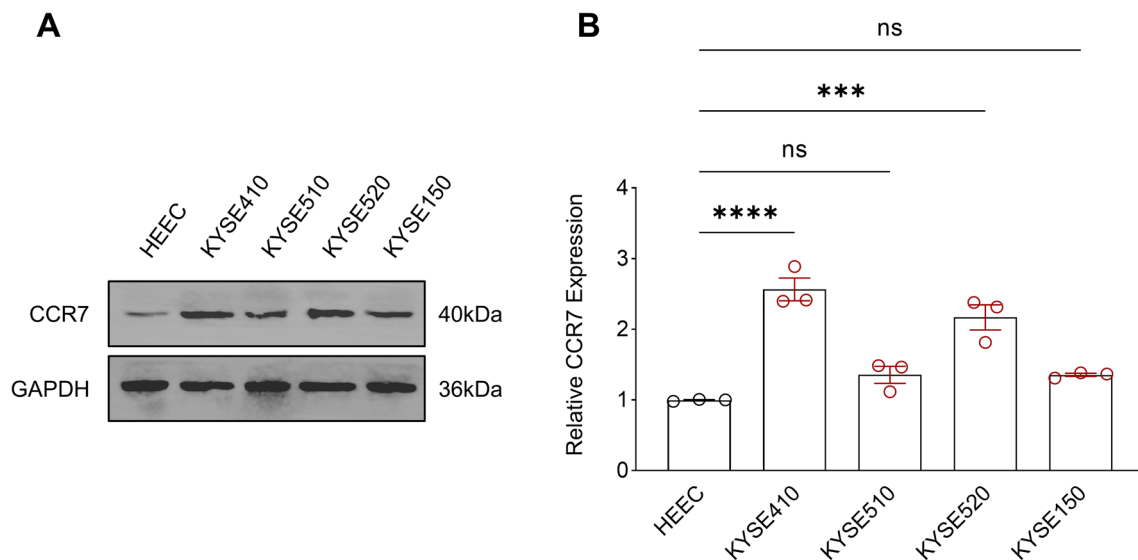 A
HEEC
KYSE410
KYSE510
KYSE520
KYSE150
CCR7
40kDa
GAPDH
36kDa
B
ns
***
ns
****
Relative CCR7 Expression
4
3
2
1
0
HEEC
KYSE410
KYSE510
KYSE520
KYSE150